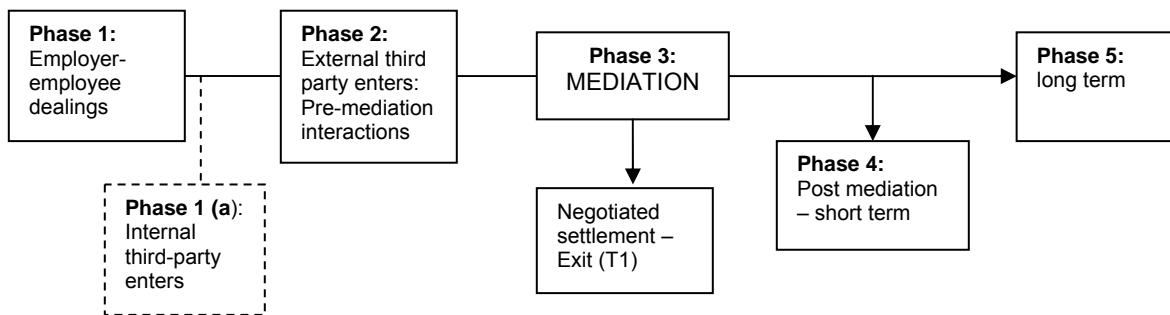 Phase 1:
Employer-
employee
dealings
Phase 2:
External third
party enters:
Pre-mediation
interactions
Phase 3:
MEDIATION
Phase 5:
long term
Phase 1 (a):
Internal
third-party
enters
Negotiated
settlement –
Exit (T1)
Phase 4:
Post mediation
– short term